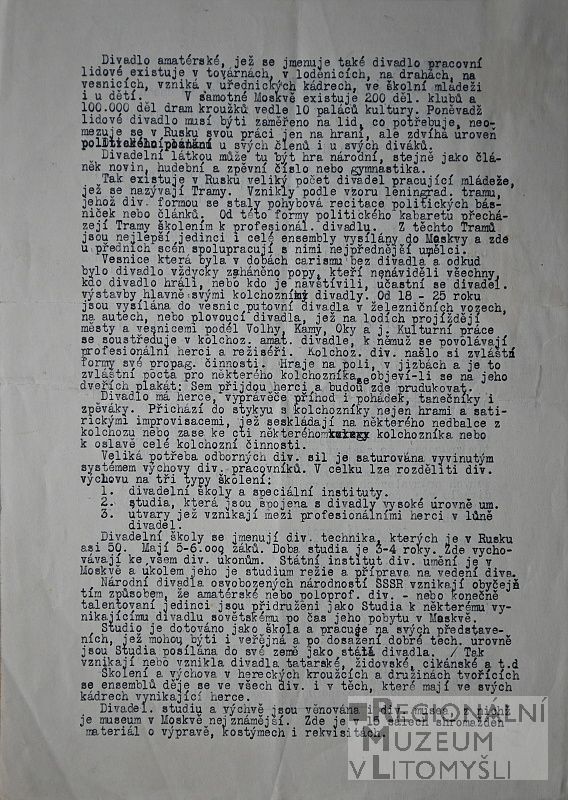 Divadlo amatérské, jež se jmenuje také divadlo pracovní
lidové existuje v továrnách, v loděnicích, na drahách, na
vesnicích, vzniká v úřednických kádrech, ve školní mládeži
i u dětí. V samotné Moskvě existuje 200 děl. klubů a
100.000 děl dram kroužků vedle 10 paláců kultury. Poněvadž
lidové divadlo musí býti zaměřeno na lid, co potřebuje, neo-
mezuje se v Rusku svou práci jen na hraní, ale zdvíhá úroveň
politického u svých členů i u svých diváků.
Divadelní látkou může tu být hra národní, stejně jako člá-
něk novin, hudební a zpěvní číslo nebo gymnastika.
Tak existuje v Rusku veliký počet divadel pracující mládeže,
jež se nazývají Tramy. Vznikly podle vzoru leningrad. tramu,
jehož div. formou se staly pohybová recitace politických bás-
niček nebo článků. Od této formy politického kabaretu přechá-
zejí Tramy školením k profesionál. divadlu. Z těchto Tramů
jsou nejlepší jedinci i celé ensembly vysílány do Moskvy a zde
u předních scén spolupracují s nimi nejpřednější umělci.
Vesnice která byla v dobách carismu bez divadla a odkud
bylo divadlo vždycky zaháněno popy, kteří nenáviděli všechny,
kdo divadlo hráli, nebo kdo je navštívili, účastní se divadel.
výstavby hlavně svými kolchozními divadly. Od 18 - 25 roku
jsou vysílána do vesnic putovní divadla v železničních vozech,
na autech, nebo plovoucí divadla, jež na lodích projíždějí
městy a vesnicemi podél Volhy, Kamy, Oky a j. Kulturní práce
se soustřeďuje v kolchoz. amat. divadle, k němuž se povolávají
profesionální herci a režiséři. Kolchoz. div. našlo si zvláští
formy své propag. činnosti. Hraje na poli, v jizbách a je to
zvláštní pocta pro některého kolchozníka, objeví-li se na jeho
dveřích plakát: Sem přijdou herci a budou zde prudukovat.
Divadlo má herce, vypravěče příhod i pohádek, tanečníky i
zpěváky. Přichází do styku s kolchozníky nejen hrami a sati-
rickými improvisacemi, jež seskládají na některého nedbalce z
kolchozu nebo zase ke cti některého kolchozníka nebo
k oslavě celé kolchozní činnosti.
Veliká potřeba odborných div. sil je saturována vyvinutým
systémem výchovy div. pracovníků. V celku lze rozděliti div.
výchovu na tři typy školení:
1. divadelní školy a speciální instituty.
2. studia, která jsou spojena s divadly vysoké úrovně um.
3. útvary jež vznikají mezi profesionálními herci v lůně
divadel.
Divadelní školy se jmenují div. technika, kterých je v Rusku
asi 50. Mají 5-6.000 žáků. Doba studia je 3-4 roky. Zde vycho-
vávají ke všem div. úkonům. Státní institut div. umění je v
Moskvě a úkolem jeho je studium režie a příprava na vedení diva.
Národní divadla osvobozených národností SSSR vznikají obyčejně
tím způsobem, že amatérské nebo poloprof. div. - nebo konečně
talentovaní jedinci jsou přidruženi jako Studia k některému vy-
nikajícímu divadlu sovětskému po čas jeho pobytu v Moskvě.
Studio je dotováno jako škola a pracuje na svých představe-
ních, jež mohou býti veřejná a po dosažení dobré tech. úrovně
jsou Studia posílána do své země jako státí divadla. / Tak
vznikají nebo vznikla divadla tatarské, židovské, cikánské a t.d
Školení a výchova v hereckých kroužcích a družinách tvořících
se ensemblů děje se ve všech div. i v těch, které mají ve svých
kádrech vynikající herce.
Divadel. studiu a výchvě jsou věnována i div. musea, z nichž
je museum v Moskvě nejznámější. Zde je v 15 sálech shromážděn
materiál o výpravě, kostýmech i rekvisitách.
REGIONÁLNÍ
MUZEUM
V LITOMYŠLI